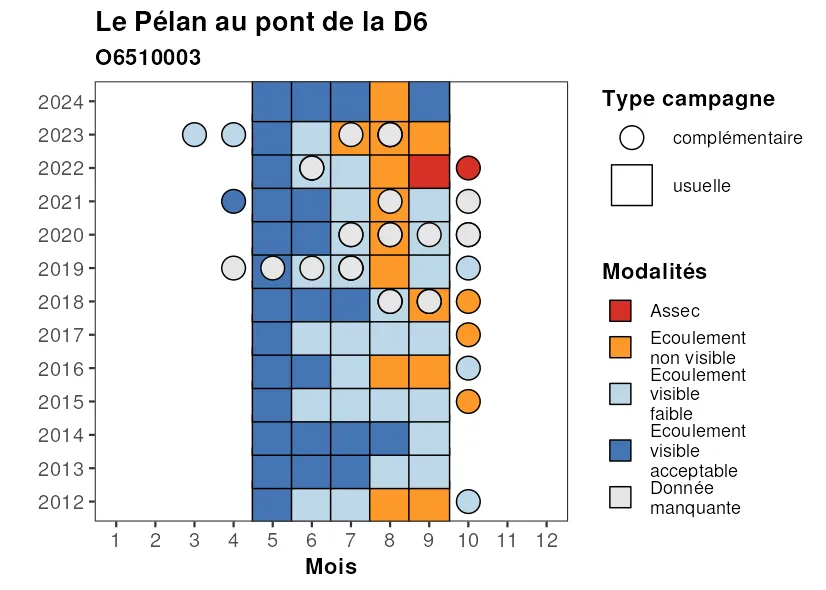 Le Pélan au pont de la D6
O6510003
2024
2023
2022
2021
2020
2019
2018
2017
2016
2015
2014
2013
2012
1 2 3 4 5 6 7 8 9 10 11 12
Mois
Type campagne
complémentaire
usuelle
Modalités
Assec
Ecoulement
non visible
Ecoulement
visible
faible
Ecoulement
visible
acceptable
Donnée
manquante